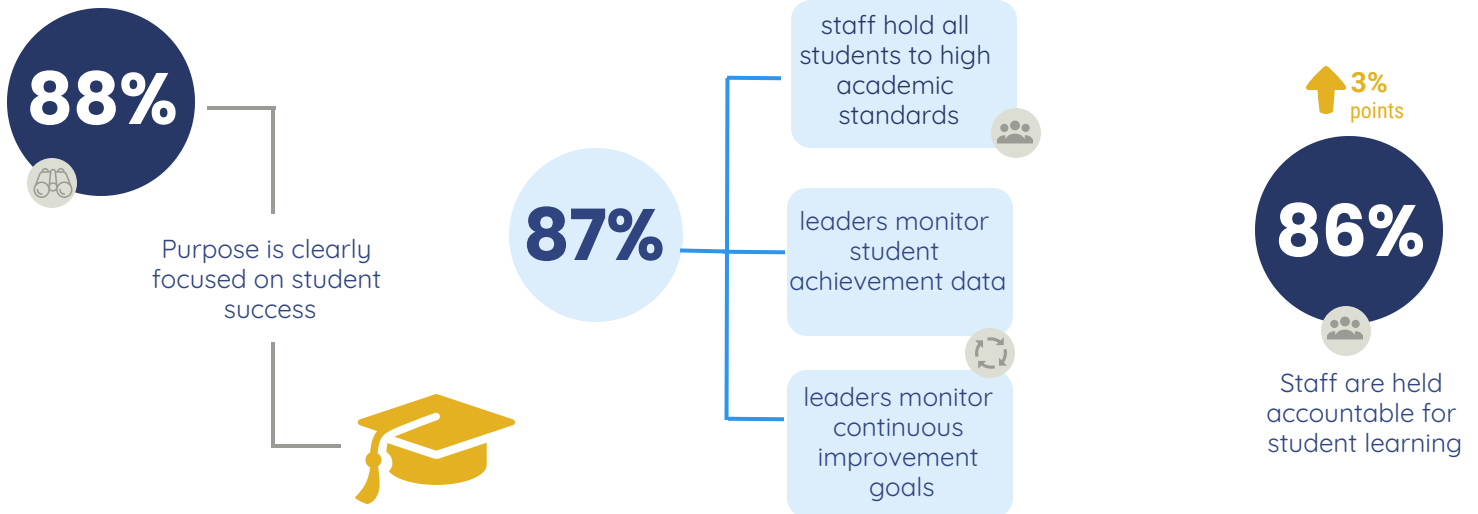 88%
Purpose is clearly
focused on student
success
87%
staff hold all
students to high
academic
standards
leaders monitor
student
achievement data
leaders monitor
continuous
improvement
goals
3%
points
86%
Staff are held
accountable for
student learning